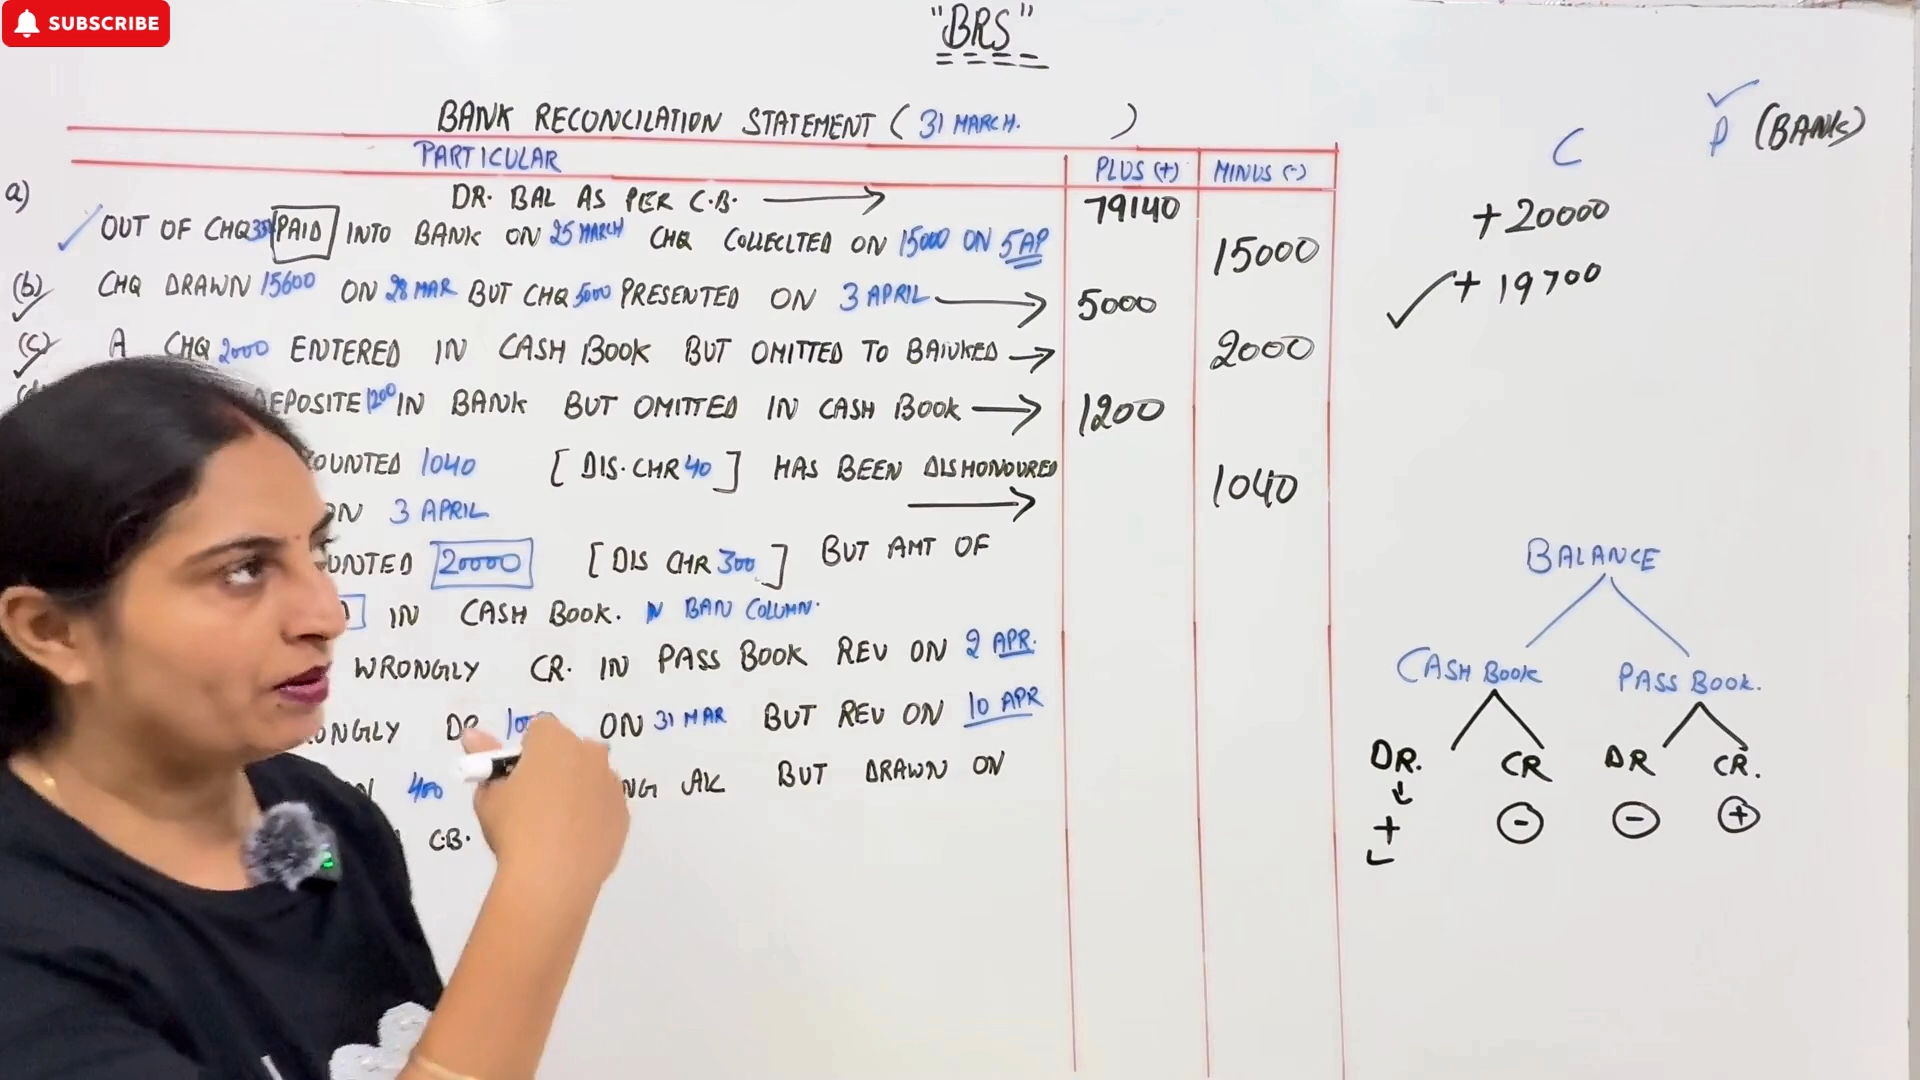 SUBSCRIBE
"BRS"
BANK RECONCILATION STATEMENT ( 31 MARCH. )
PARTICULAR PLUS (+) MINUS (-)
a) DR. BAL AS PER C.B. 79140
OUT OF CHQ PAID INTO BANK ON 25 MARCH CHQ COLLECLTED ON 15000 ON 5 AP 15000
(b) CHQ DRAWN 15600 ON 28 MAR BUT CHQ 5000 PRESENTED ON 3 APRIL 5000
(c) A CHQ 2000 ENTERED IN CASH BOOK BUT OMITTED TO BANKED 2000
DEPOSITE 1200 IN BANK BUT OMITTED IN CASH BOOK 1200
OUNTED 1040 [ DIS. CHR 40 ] HAS BEEN DISHONOURED
ON 3 APRIL 1040
UNTED 20000 [ DIS CHR 300 ] BUT AMT OF
IN CASH BOOK. N BAN COLUMN.
WRONGLY CR. IN PASS BOOK REV ON 2 APR.
ONGLY DR ON 31 MAR BUT REV ON 10 APR
400 NG A/C BUT DRAWN ON
C.B.
C P (BANK)
+20000
+ 19700
BALANCE
CASH BOOK PASS BOOK.
DR. CR DR CR.
+ - - +